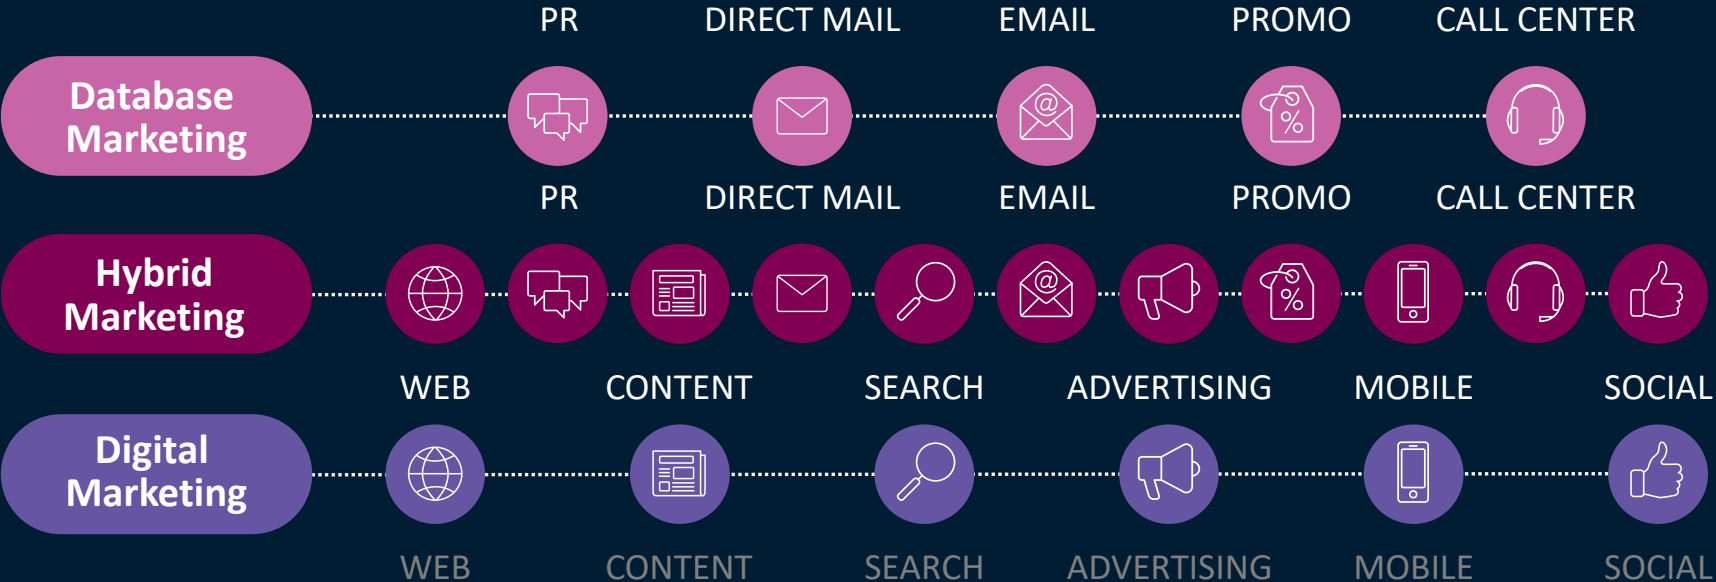 PR DIRECT MAIL EMAIL PROMO CALL CENTER
Database
Marketing
@
%
PR DIRECT MAIL EMAIL PROMO CALL CENTER
Hybrid
Marketing
@
%
WEB CONTENT SEARCH ADVERTISING MOBILE SOCIAL
Digital
Marketing
WEB CONTENT SEARCH ADVERTISING MOBILE SOCIAL